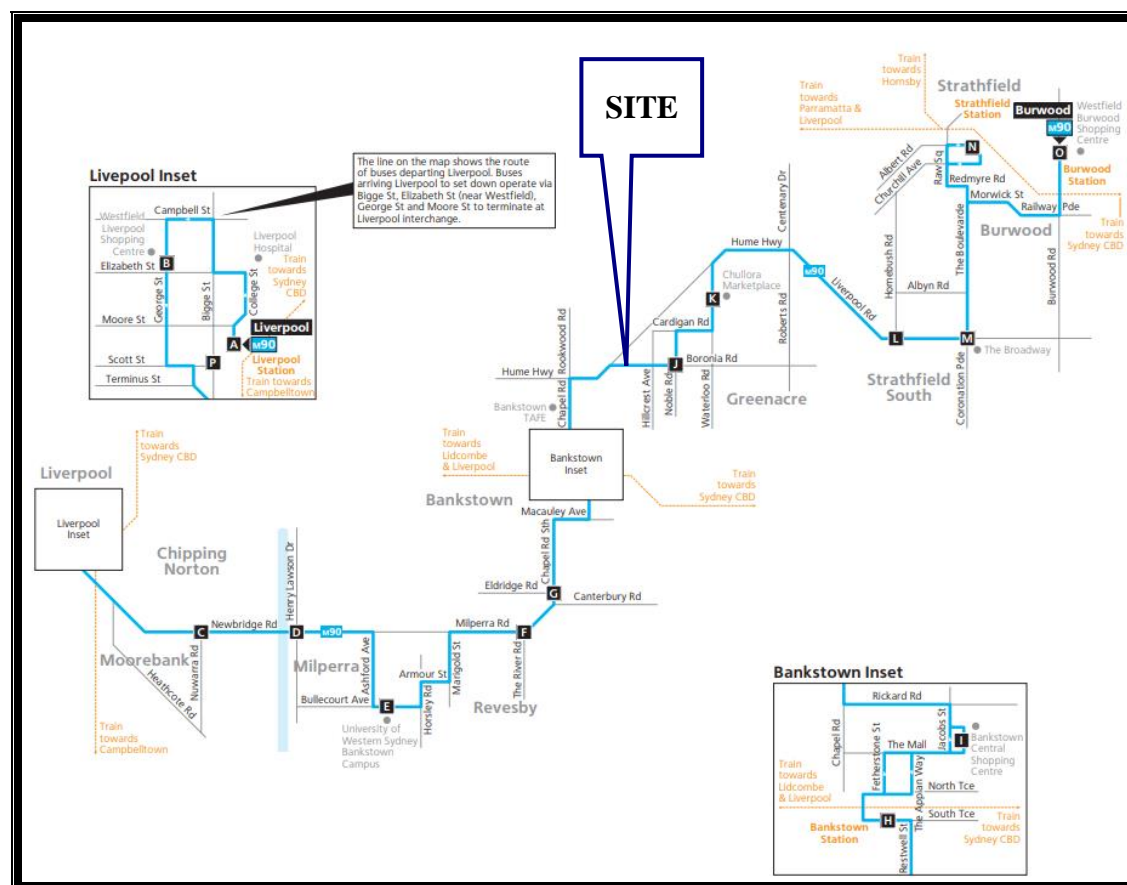 SITE
Train
towards
Hornsby
Strathfield
Strathfield
Station
Train
towards
Parramatta &
Liverpool
Burwood
M90
Westfield
Burwood
Shopping
Centre
N
O
Burwood
Station
Albert Rd
Churchill Ave
Raw Sq
Redmyre Rd
Morwick St
Railway Pde
Burwood
Train
towards
Sydney CBD
Homebush Rd
The Boulevarde
Burwood Rd
Albyn Rd
L
M
The Broadway
Strathfield
South
Coronation Pde
Livepool Inset
The line on the map shows the route
of buses departing Liverpool. Buses
arriving Liverpool to set down operate via
Bigge St, Elizabeth St (near Westfield),
George St and Moore St to terminate at
Liverpool interchange.
Campbell St
Westfield
Liverpool
Shopping
Centre
Liverpool
Hospital
B
Elizabeth St
Train
towards
Sydney
CBD
George St
Bigge St
College St
Moore St
Liverpool
A
M90
Liverpool
Station
Scott St
P
Terminus St
Train towards
Campbelltown
Centenary Dr
Hume Hwy
M90
Liverpool Rd
K
Chullora
Marketplace
Roberts Rd
Cardigan Rd
Rookwood Rd
J
Boronia Rd
Hume Hwy
Chapel Rd
Hillcrest Ave
Noble Rd
Waterloo Rd
Greenacre
Bankstown
TAFE
Train
towards
Lidcombe
& Liverpool
Bankstown
Inset
Train
towards
Sydney CBD
Bankstown
Macauley Ave
Chapel Rd Sth
Eldridge Rd
G
Canterbury Rd
Train
towards
Sydney CBD
Liverpool
Liverpool
Inset
Chipping
Norton
Henry Lawson Dr
C
Newbridge Rd
D
M90
Milperra Rd
F
Moorebank
Nuwarra Rd
Heathcote Rd
Milperra
Ashford Ave
Armour St
Marigold St
The River Rd
Bullecourt Ave
E
Horsley Rd
Revesby
University of
Western Sydney
Bankstown
Campus
Train
towards
Campbelltown
Bankstown Inset
Rickard Rd
Chapel Rd
Fetherstone St
The Mall
Jacobs St
I
Bankstown
Central
Shopping
Centre
Train
towards
Lidcombe
& Liverpool
The Appian Way
North Tce
H
South Tce
Bankstown
Station
Restwell St
Train
towards
Sydney CBD